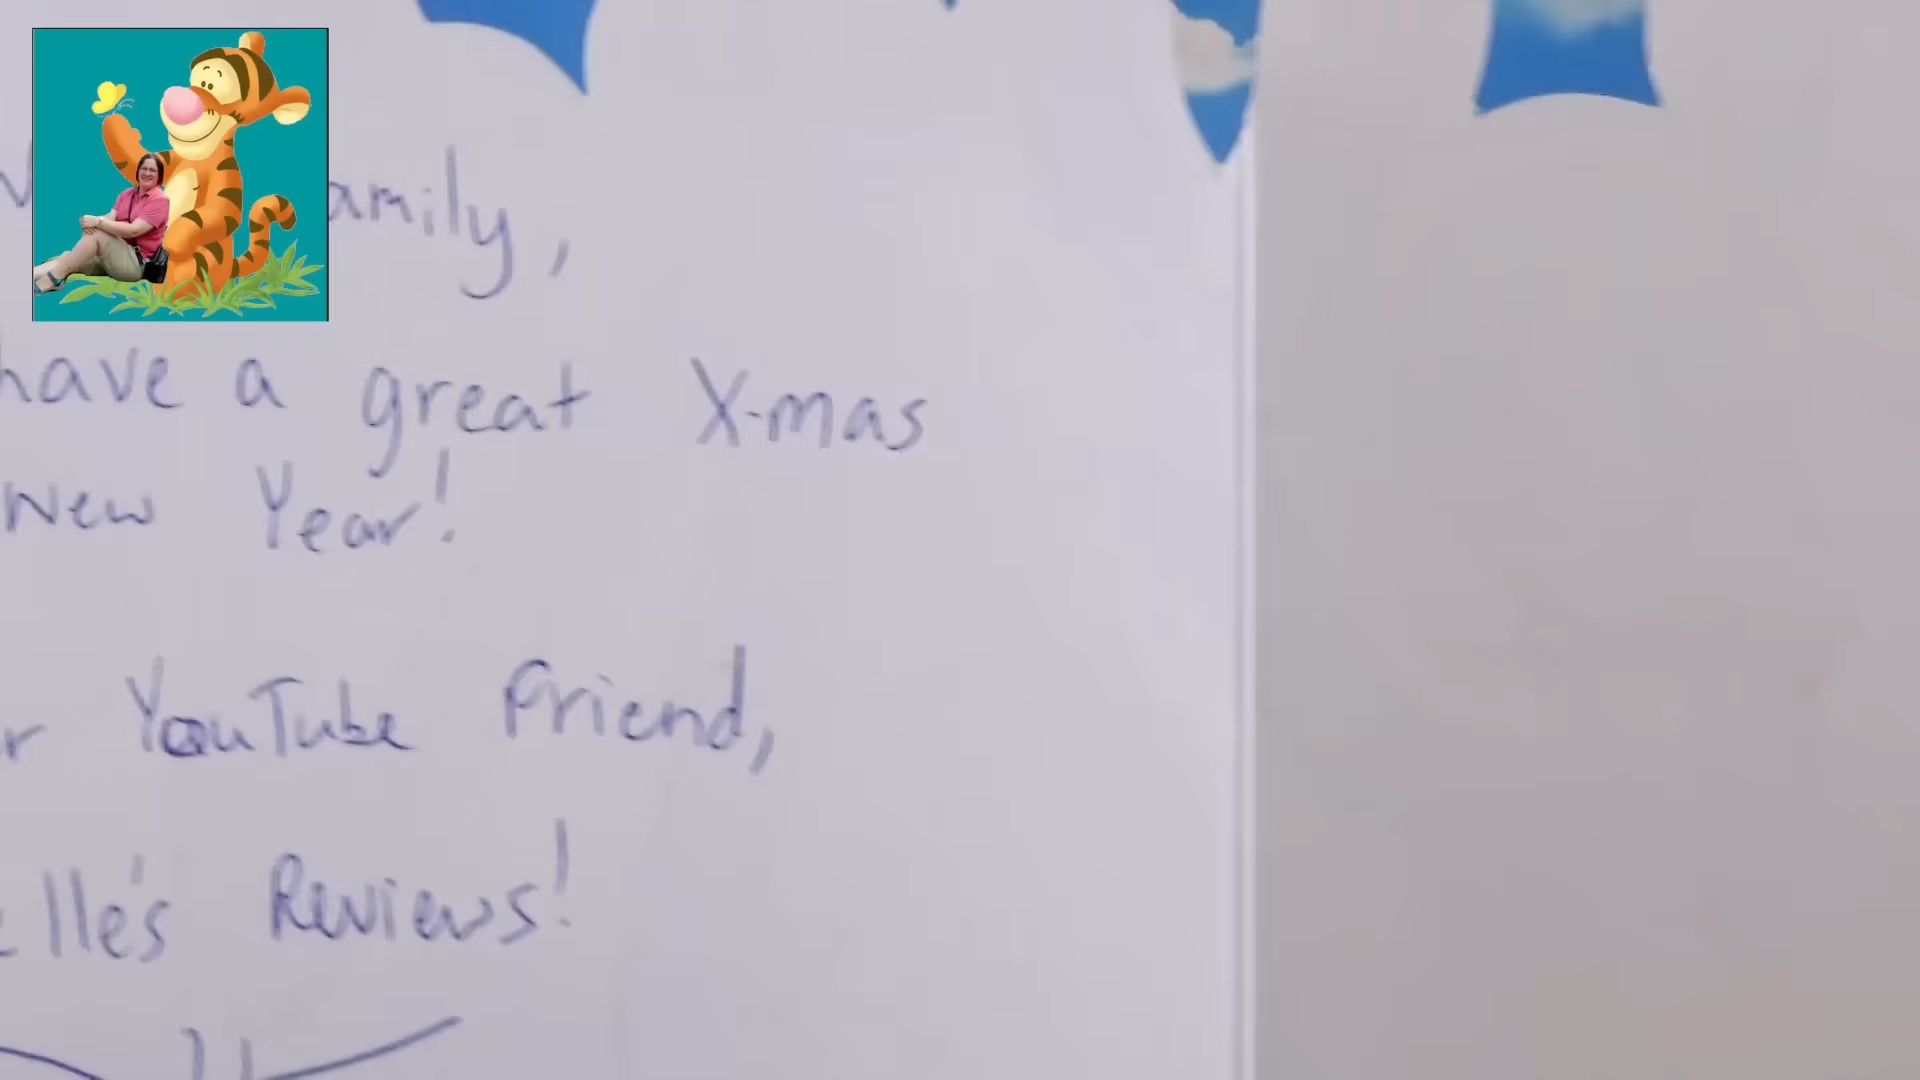 amily,
have a great X-mas
New Year!
r YouTube Friend,
lle's Reviews!